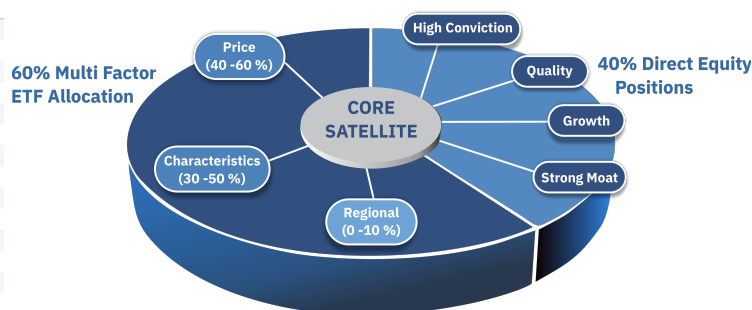 60% Multi Factor
ETF Allocation
Price
(40 -60 %)
Characteristics
(30 -50 %)
Regional
(0 -10 %)
CORE
SATELLITE
High Conviction
Quality
Growth
Strong Moat
40% Direct Equity
Positions